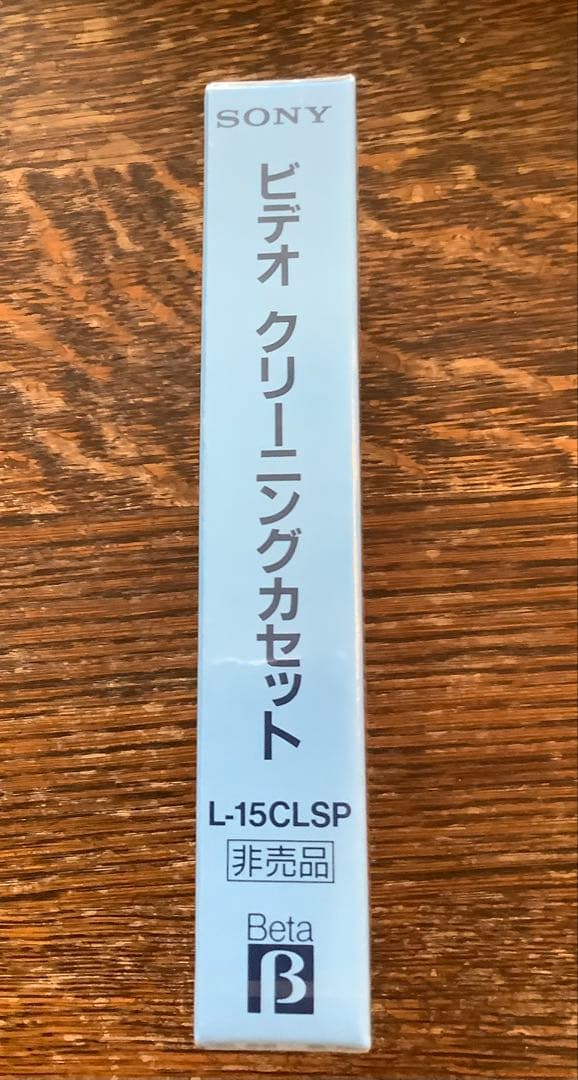 SONY
ビデオ クリーニングカセット
L-15CLSP
非売品
Beta
β